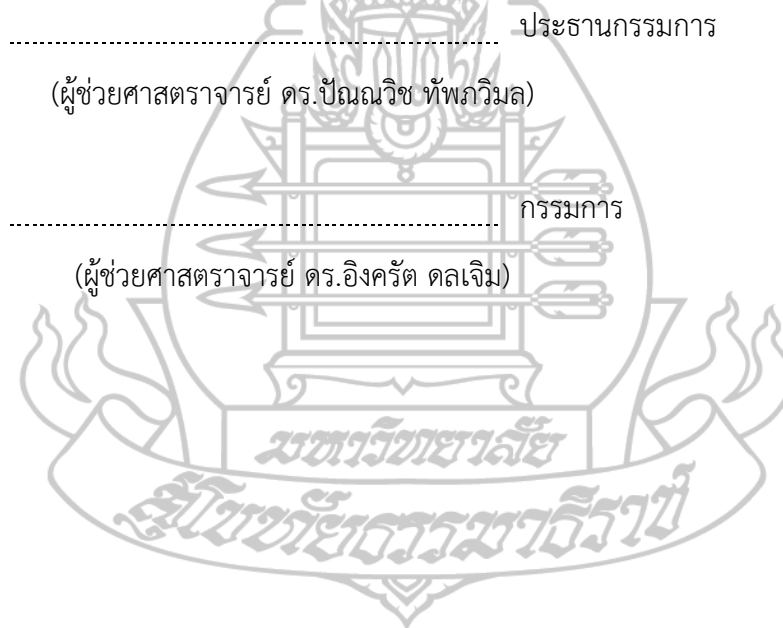 ประธานกรรมการ
(ผู้ช่วยศาสตราจารย์ ดร.ปัณณวิช ทัพภวิมล)
กรรมการ
(ผู้ช่วยศาสตราจารย์ ดร.อิงครัต ดลเจิม)
มหาวิทยาลัย
สุโขทัยธรรมาธิราช